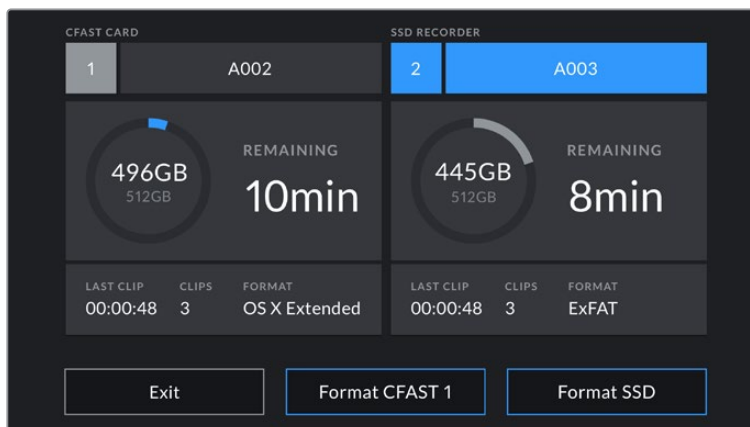 CFAST CARD
1 A002
496GB
512GB
REMAINING
10min
LAST CLIP CLIPS FORMAT
00:00:48 3 OS X Extended
SSD RECORDER
2 A003
445GB
512GB
REMAINING
8min
LAST CLIP CLIPS FORMAT
00:00:48 3 ExFAT
Exit Format CFAST 1 Format SSD